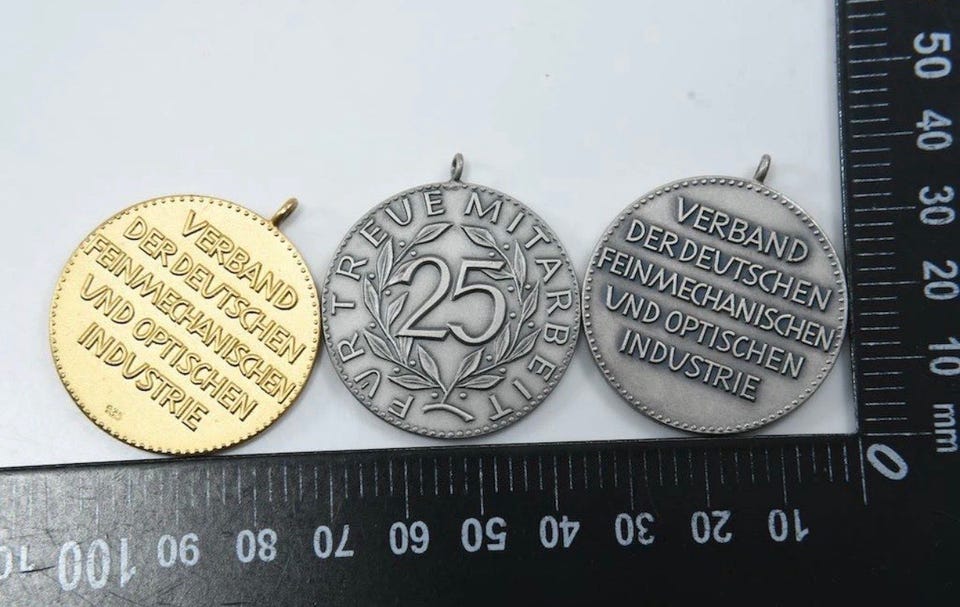 VERBAND
DER DEUTSCHEN
FEINMECHANISCHEN
UND OPTISCHEN
INDUSTRIE
FVR TREUE MITARBEIT
25
VERBAND
DER DEUTSCHEN
FEINMECHANISCHEN
UND OPTISCHEN
INDUSTRIE
50
40
30
20
10
mm
0
100 90 80 70 60 50 40 30 20 10